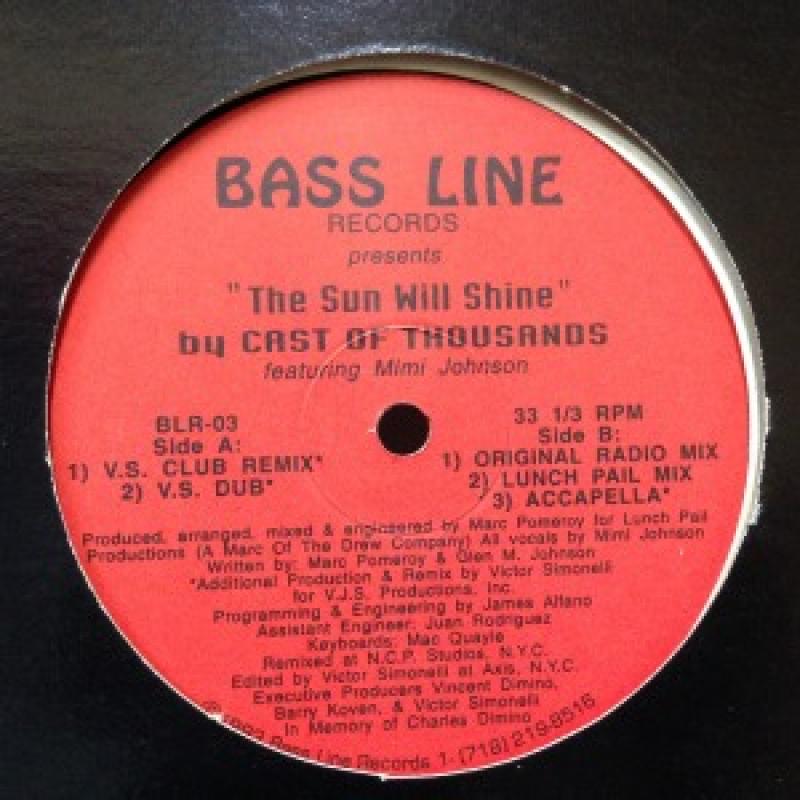 BASS LINE
RECORDS
presents
"The Sun Will Shine"
by CAST OF THOUSANDS
featuring Mimi Johnson
BLR-03
Side A:
1) V.S. CLUB REMIX*
2) V.S. DUB*
33 1/3 RPM
Side B:
1) ORIGINAL RADIO MIX
2) LUNCH PAIL MIX
3) ACCAPELLA*
Produced, arranged, mixed & engineered by Marc Pomeroy for Lunch Pail
Productions (A Marc Of The Drew Company) All vocals by Mimi Johnson
Written by: Marc Pomeroy & Glen M. Johnson
*Additional Production & Remix by Victor Simonelli
for V.J.S. Productions, Inc.
Programming & Engineering by James Alfano
Assistant Engineer: Juan Rodriguez
Keyboards: Mac Quayle
Remixed at N.C.P. Studios, N.Y.C.
Edited by Victor Simonelli at Axis, N.Y.C.
Executive Producers Vincent Dimino,
Barry Koven, & Victor Simonelli
In Memory of Charles Dimino
Bass Line Records 1-(718) 219-8516